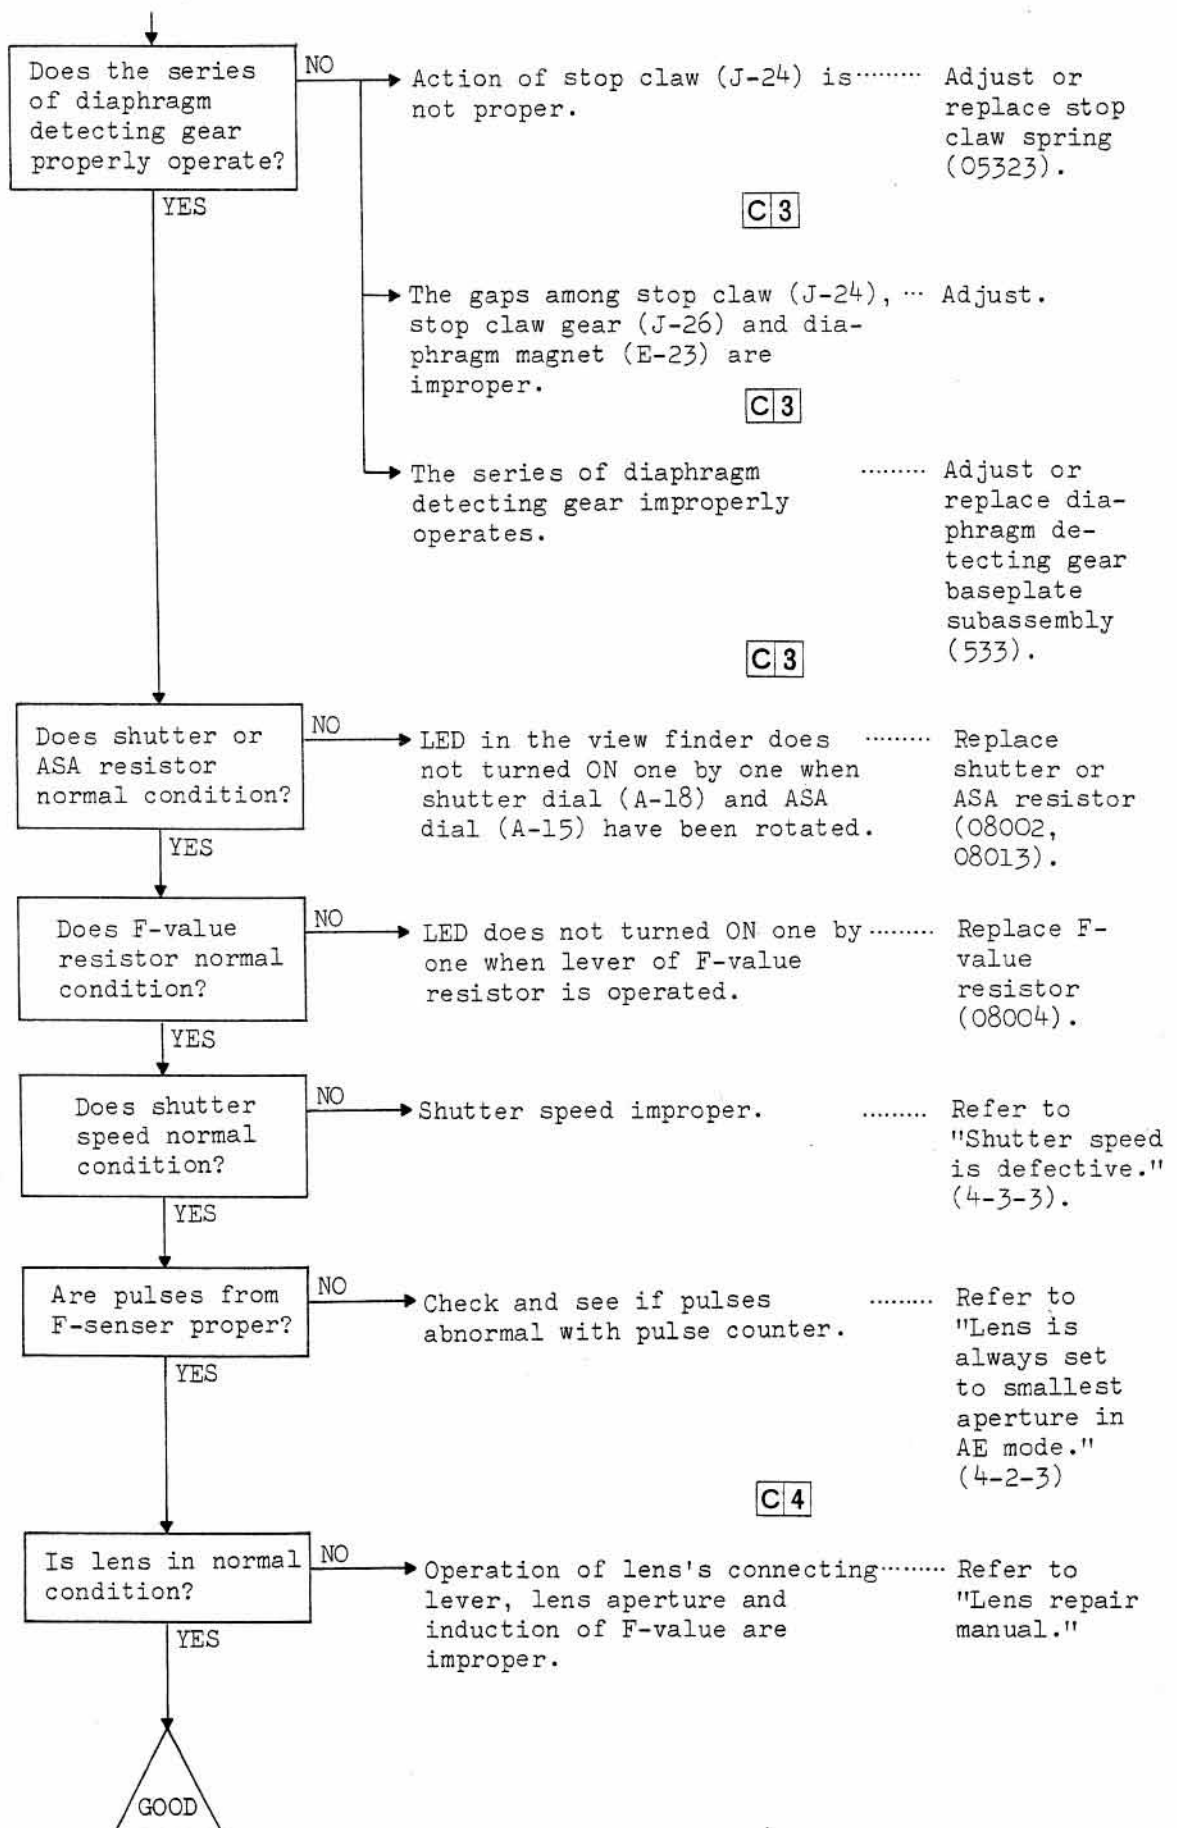 Does the series
of diaphragm
detecting gear
properly operate?
NO
Action of stop claw (J-24) is ·········
not proper.
Adjust or
replace stop
claw spring
(05323).
YES
C 3
The gaps among stop claw (J-24), ···
stop claw gear (J-26) and dia-
phragm magnet (E-23) are
improper.
Adjust.
C 3
The series of diaphragm ·········
detecting gear improperly
operates.
Adjust or
replace dia-
phragm de-
tecting gear
baseplate
subassembly
(533).
C 3
Does shutter or
ASA resistor
normal condition?
NO
LED in the view finder does ·········
not turned ON one by one when
shutter dial (A-18) and ASA
dial (A-15) have been rotated.
Replace
shutter or
ASA resistor
(08002,
08013).
YES
Does F-value
resistor normal
condition?
NO
LED does not turned ON one by ·········
one when lever of F-value
resistor is operated.
Replace F-
value
resistor
(08004).
YES
Does shutter
speed normal
condition?
NO
Shutter speed improper. ·········
Refer to
"Shutter speed
is defective."
(4-3-3).
YES
Are pulses from
F-senser proper?
NO
Check and see if pulses ·········
abnormal with pulse counter.
Refer to
"Lens is
always set
to smallest
aperture in
AE mode."
(4-2-3)
YES
C 4
Is lens in normal
condition?
NO
Operation of lens's connecting ·········
lever, lens aperture and
induction of F-value are
improper.
Refer to
"Lens repair
manual."
YES
GOOD